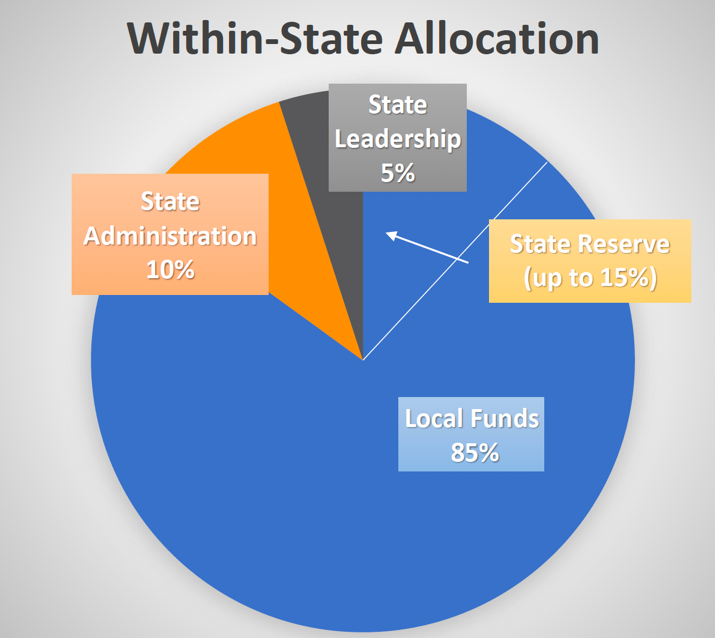 Within-State Allocation
State
Leadership
5%
State
Administration
10%
State Reserve
(up to 15%)
Local Funds
85%